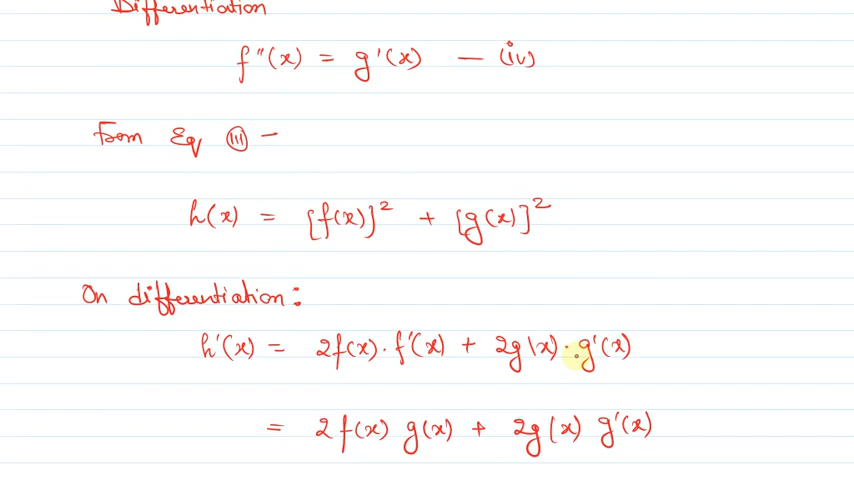 Differentiation
f''(x) = g'(x) — (iv)
From Eq (III) –
h(x) = [f(x)]² + [g(x)]²
On differentiation:
h'(x) = 2f(x)·f'(x) + 2g(x)·g'(x)
= 2f(x) g(x) + 2g(x) g'(x)